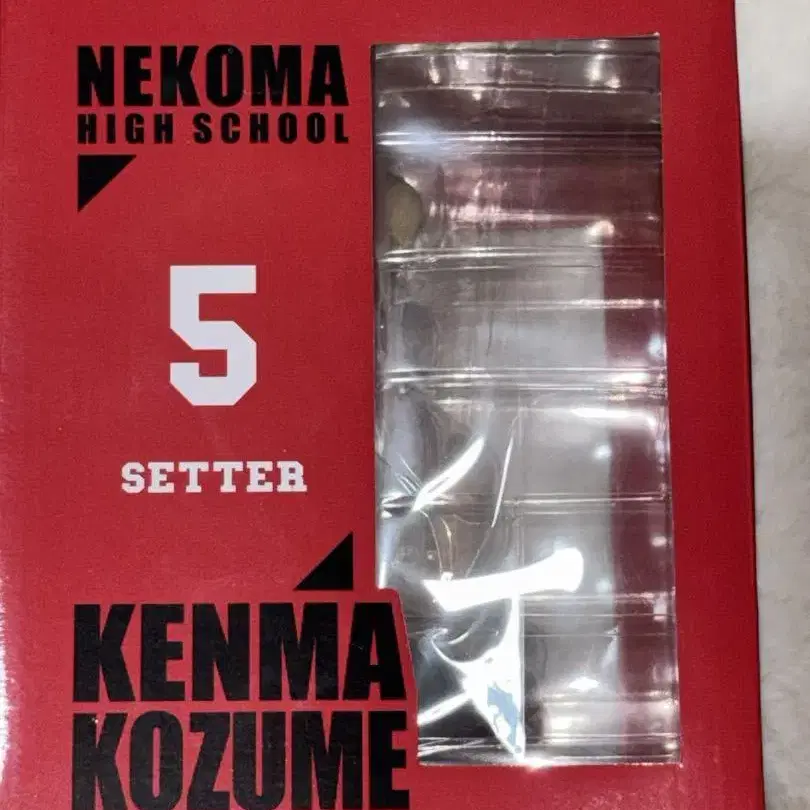 NEKOMA
HIGH SCHOOL
5
SETTER
KENMA
KOZUME